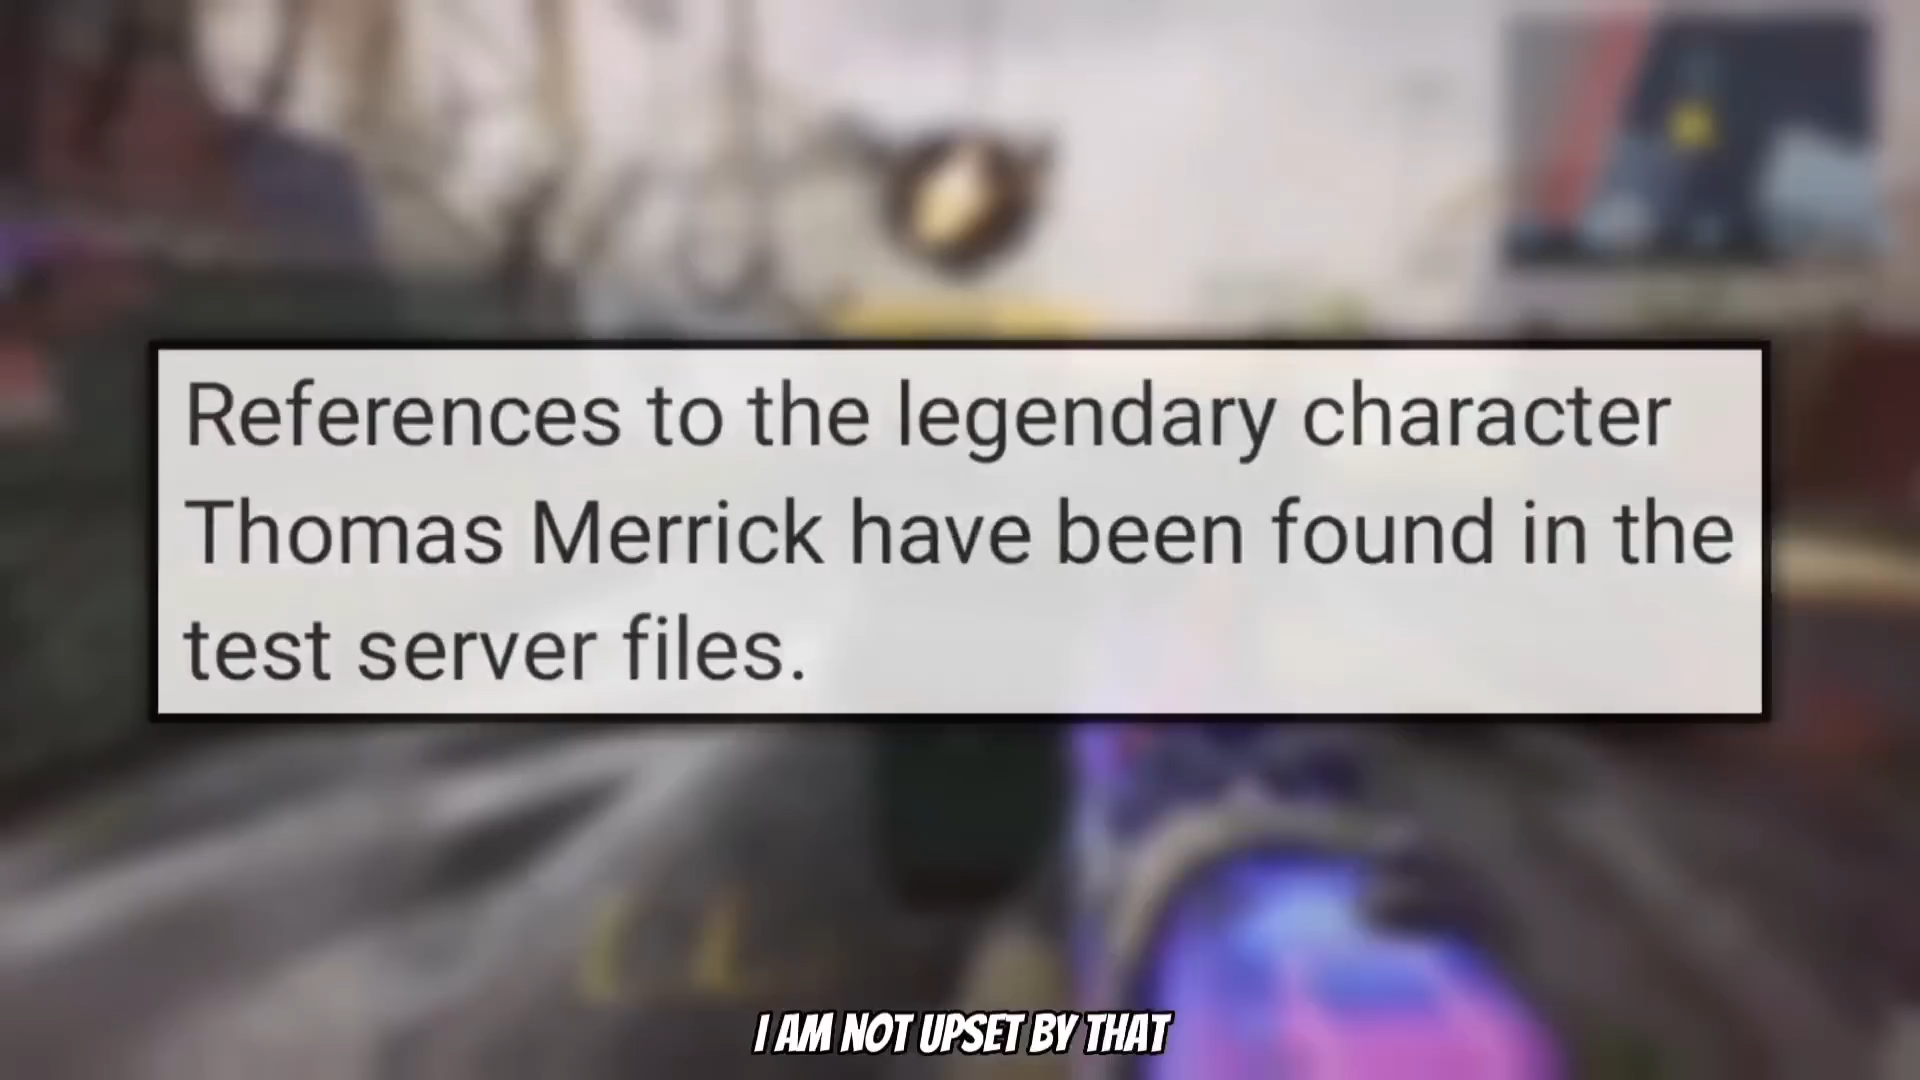 References to the legendary character
Thomas Merrick have been found in the
test server files.
I AM NOT UPSET BY THAT